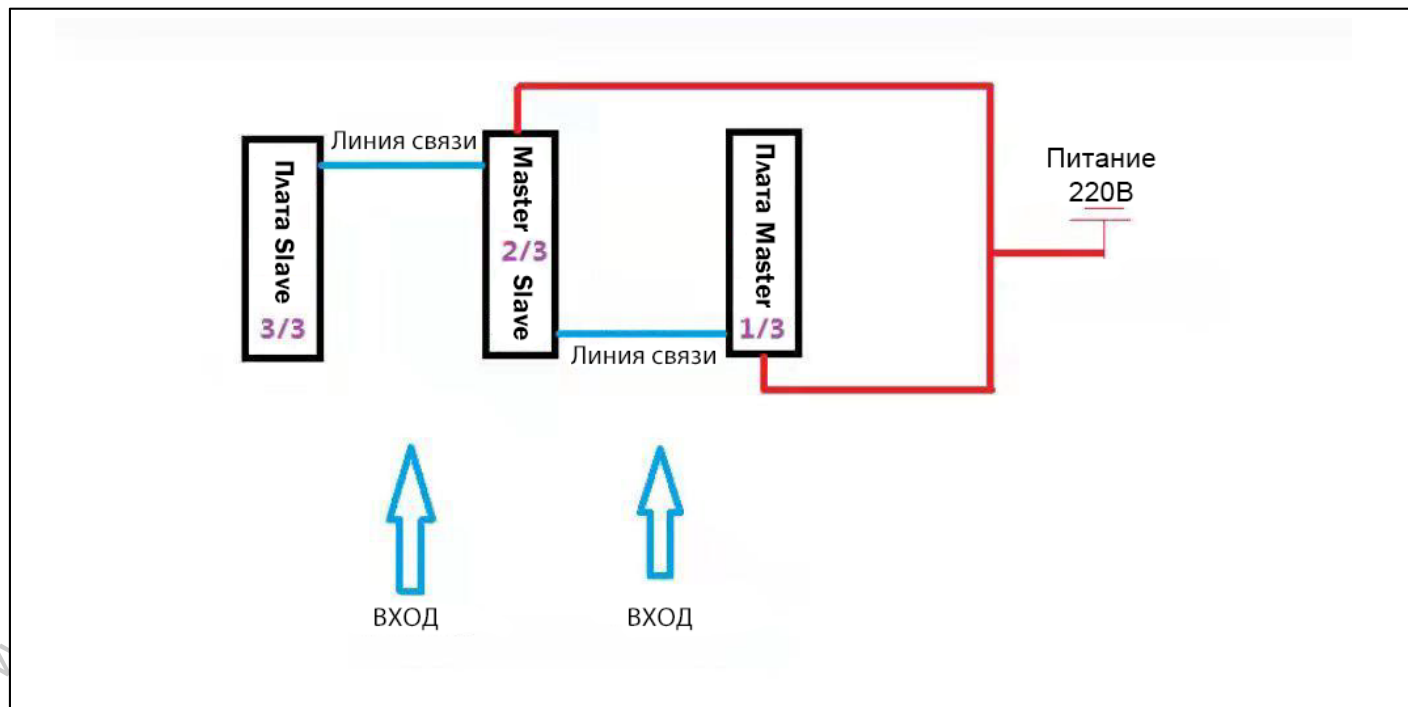 Линия связи
Плата Slave
3/3
Master
2/3
Slave
Плата Master
1/3
Питание
220В
Линия связи
ВХОД
ВХОД